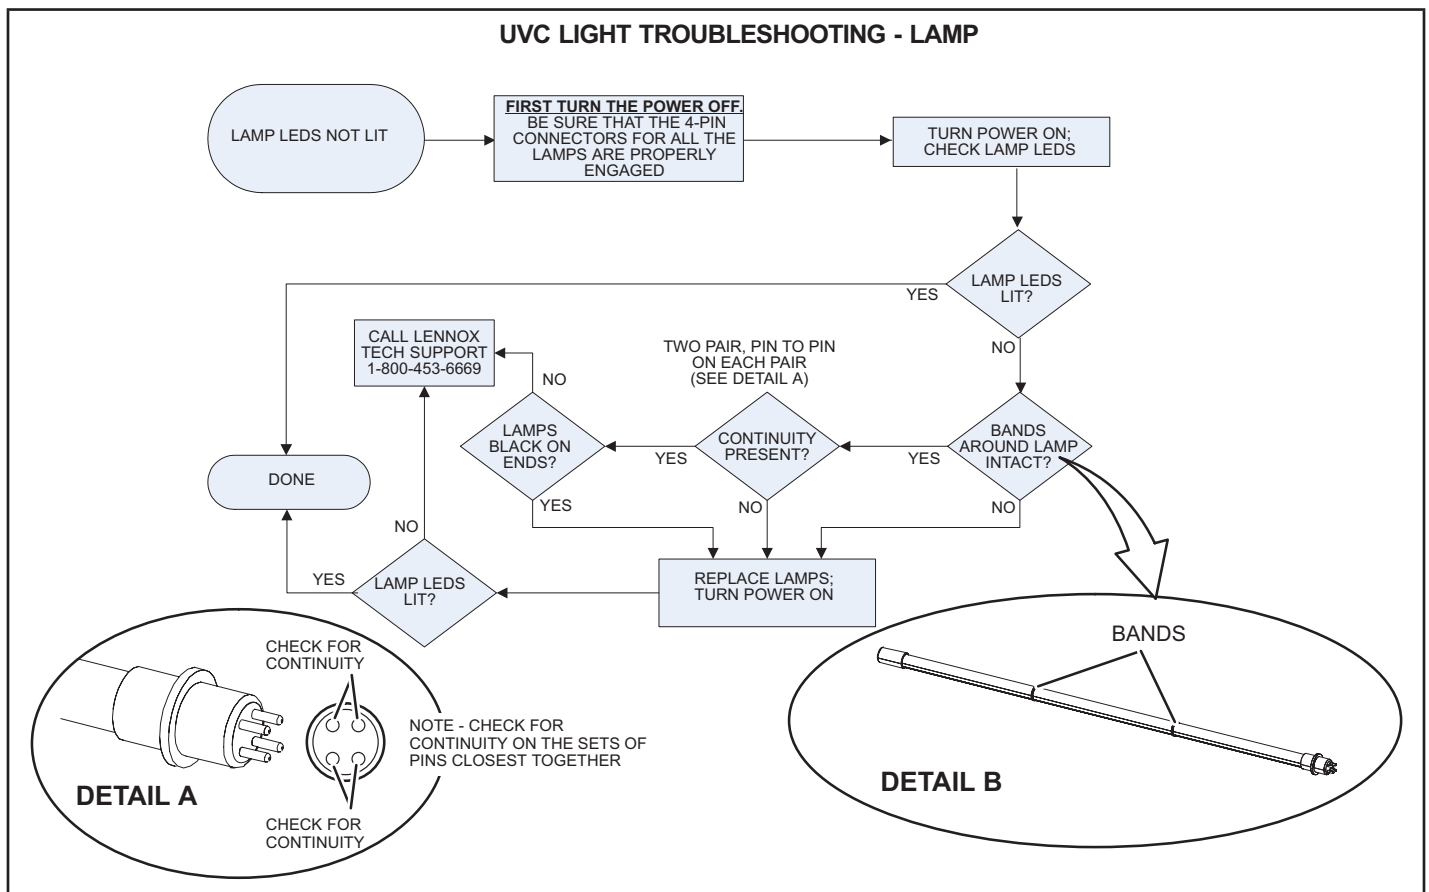 UVC LIGHT TROUBLESHOOTING - LAMP
LAMP LEDS NOT LIT
FIRST TURN THE POWER OFF.
BE SURE THAT THE 4-PIN
CONNECTORS FOR ALL THE
LAMPS ARE PROPERLY
ENGAGED
TURN POWER ON;
CHECK LAMP LEDS
LAMP LEDS
LIT?
YES
NO
CALL LENNOX
TECH SUPPORT
1-800-453-6669
TWO PAIR, PIN TO PIN
ON EACH PAIR
(SEE DETAIL A)
NO
LAMPS
BLACK ON
ENDS?
YES
CONTINUITY
PRESENT?
YES
BANDS
AROUND LAMP
INTACT?
DONE
YES
NO
NO
NO
YES
LAMP LEDS
LIT?
REPLACE LAMPS;
TURN POWER ON
CHECK FOR
CONTINUITY
NOTE - CHECK FOR
CONTINUITY ON THE SETS OF
PINS CLOSEST TOGETHER
DETAIL A
CHECK FOR
CONTINUITY
BANDS
DETAIL B